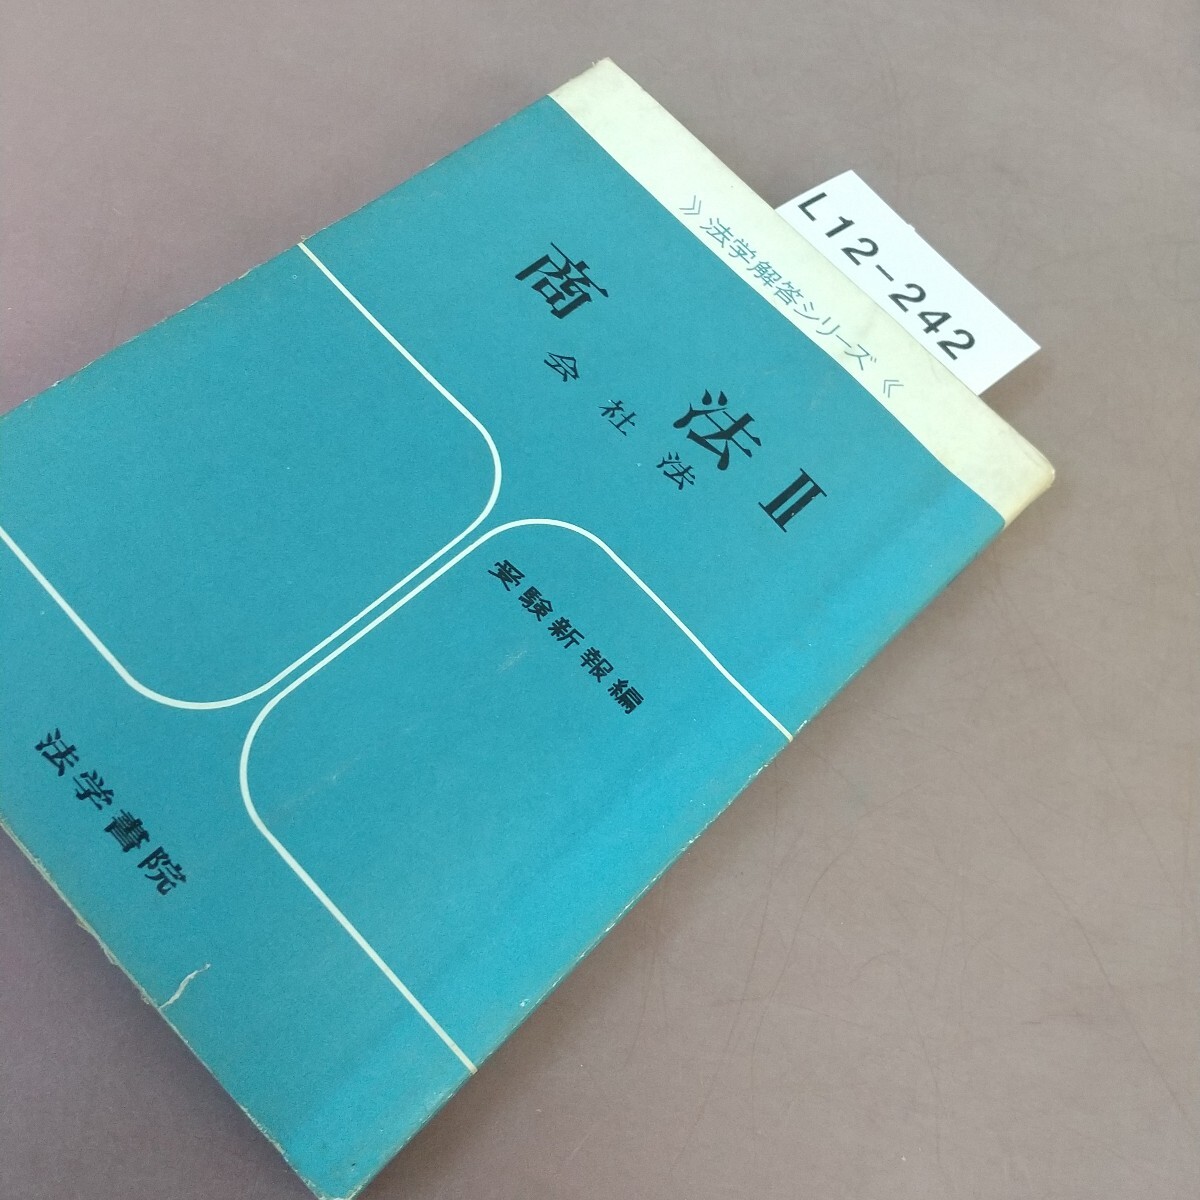 L12-242
》法学解答シリーズ《
商法Ⅱ
会社法
受験新報編
法学書院